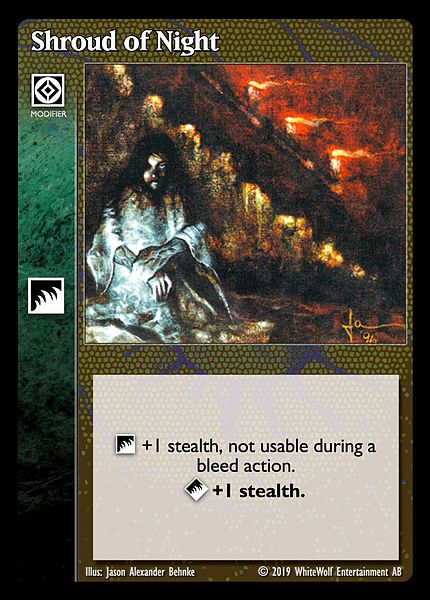 Shroud of Night
MODIFIER
+1 stealth, not usable during a
bleed action.
+1 stealth.
Illus: Jason Alexander Behnke © 2019 WhiteWolf Entertainment AB